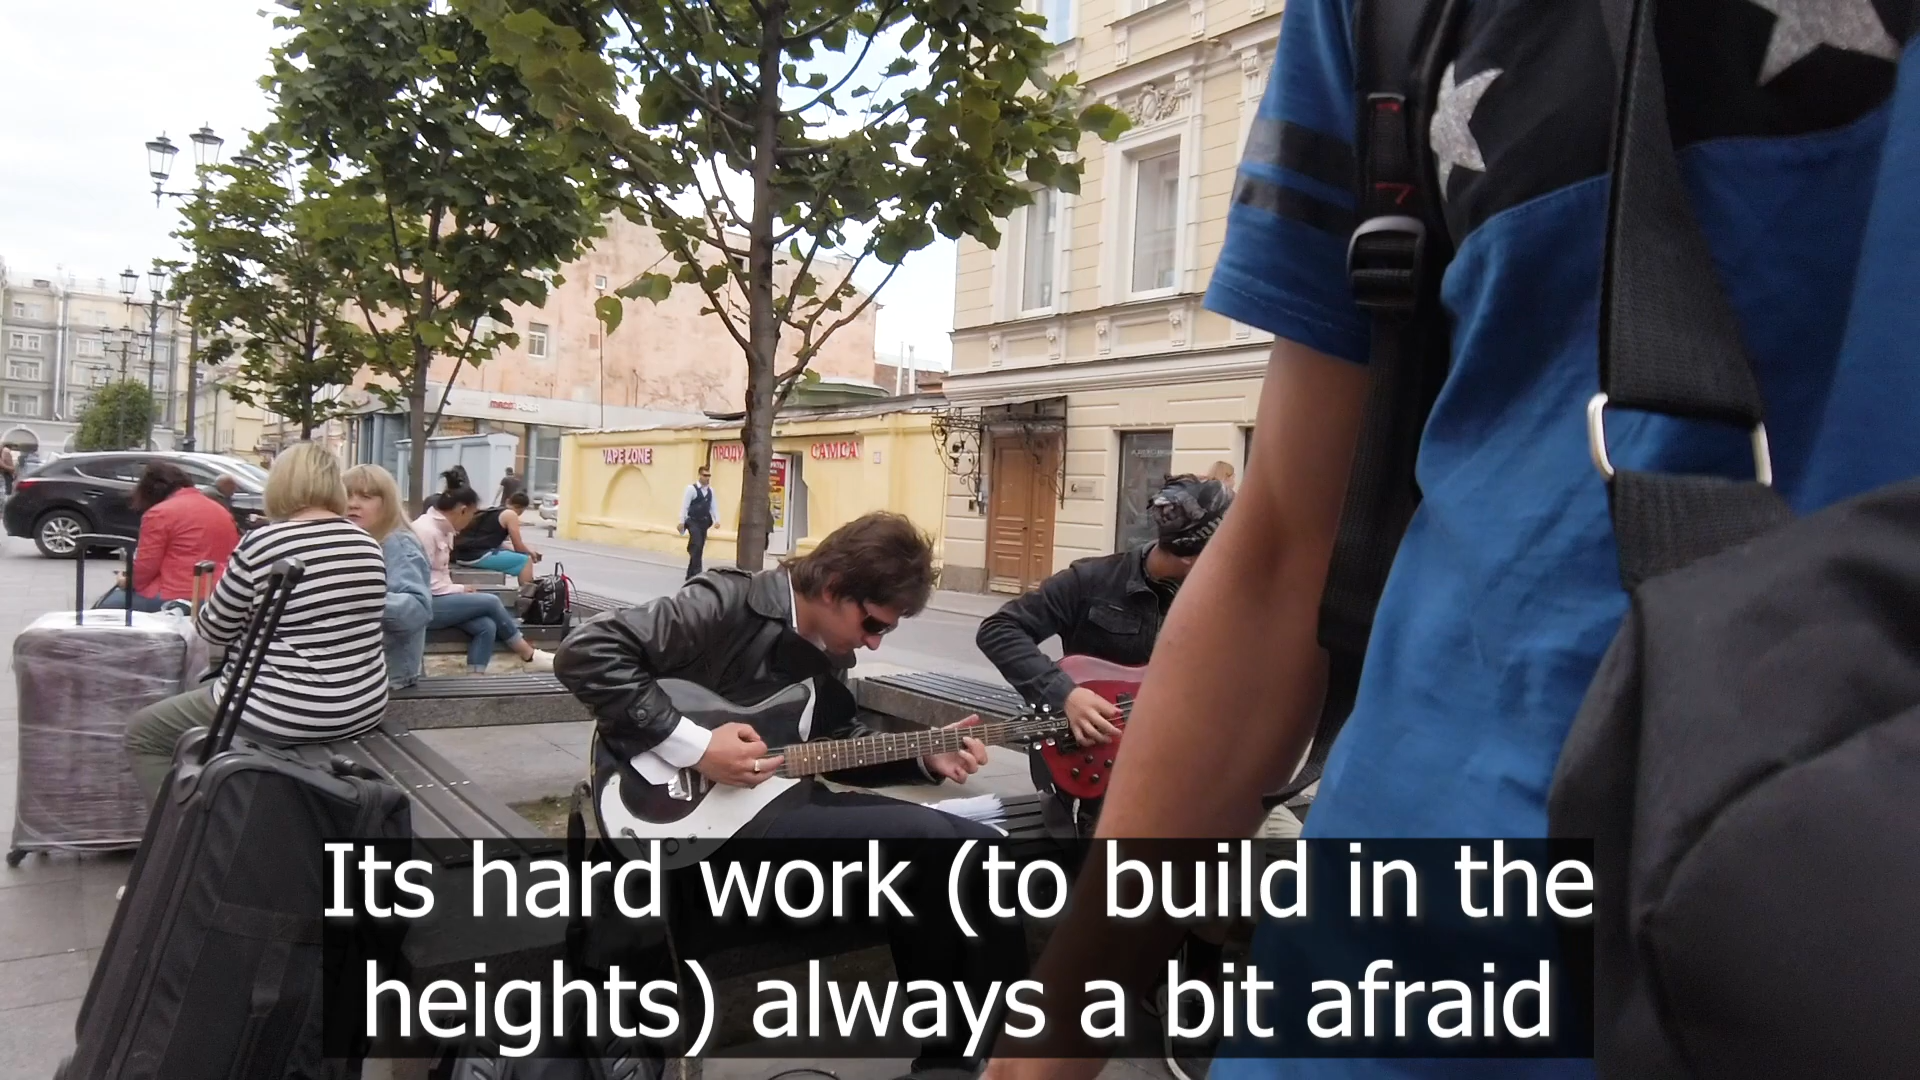 VAPE ZONE
САМСА
Its hard work (to build in the
heights) always a bit afraid